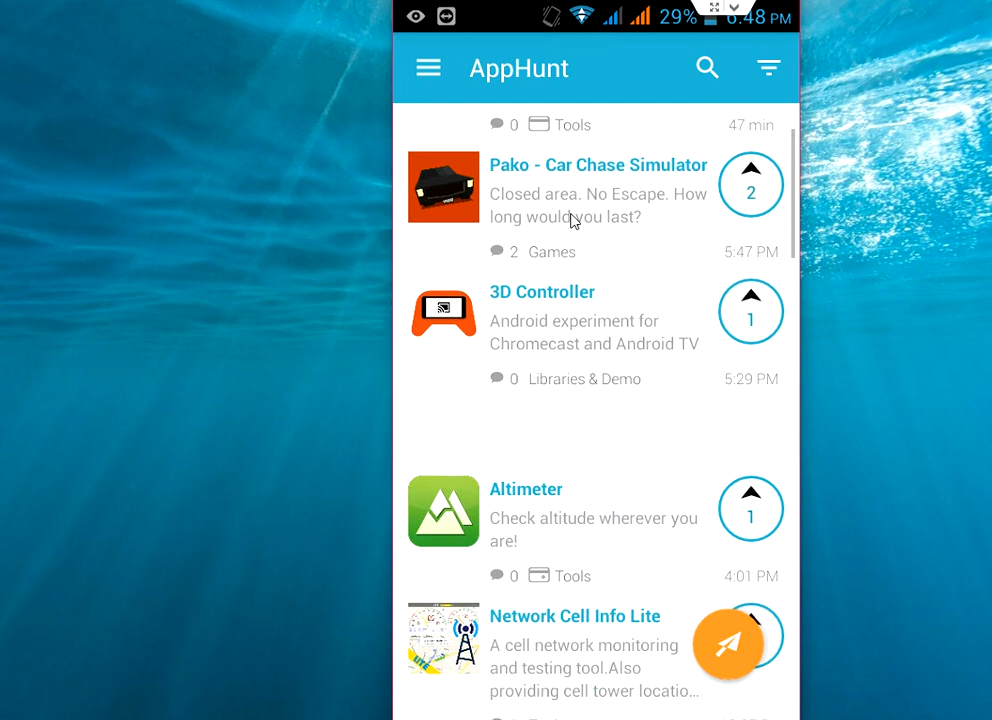 29% 6:48 PM
AppHunt
0 Tools 47 min
Pako - Car Chase Simulator
Closed area. No Escape. How
long would you last?
2
2 Games 5:47 PM
3D Controller
Android experiment for
Chromecast and Android TV
1
0 Libraries & Demo 5:29 PM
Altimeter
Check altitude wherever you
are!
1
0 Tools 4:01 PM
Network Cell Info Lite
A cell network monitoring
and testing tool.Also
providing cell tower locatio...
LITE